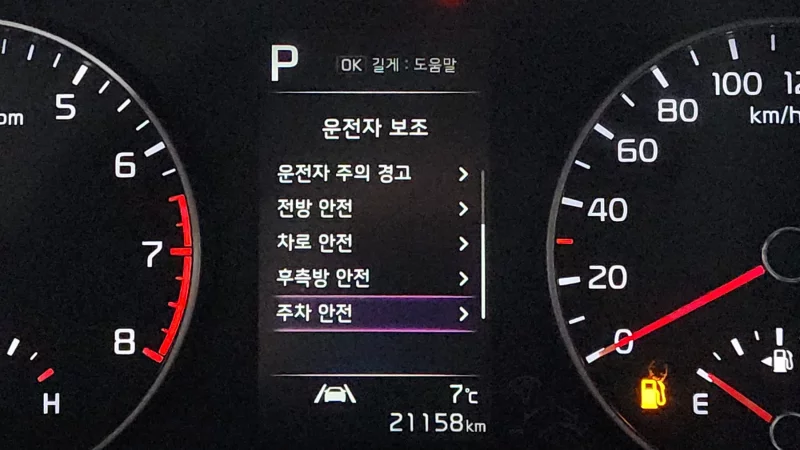 P
OK 길게 : 도움말
운전자 보조
운전자 주의 경고
전방 안전
차로 안전
후측방 안전
주차 안전
7℃
21158km
5
6
7
8
H
100
80
km/h
60
40
20
0
E